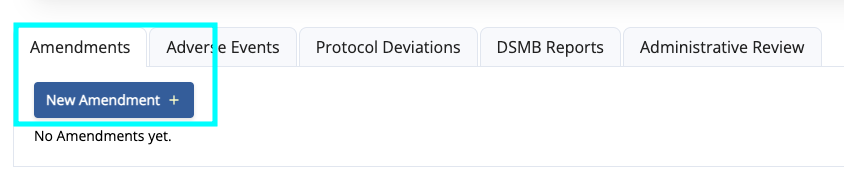 Amendments Adverse Events Protocol Deviations DSMB Reports Administrative Review
New Amendment +
No Amendments yet.